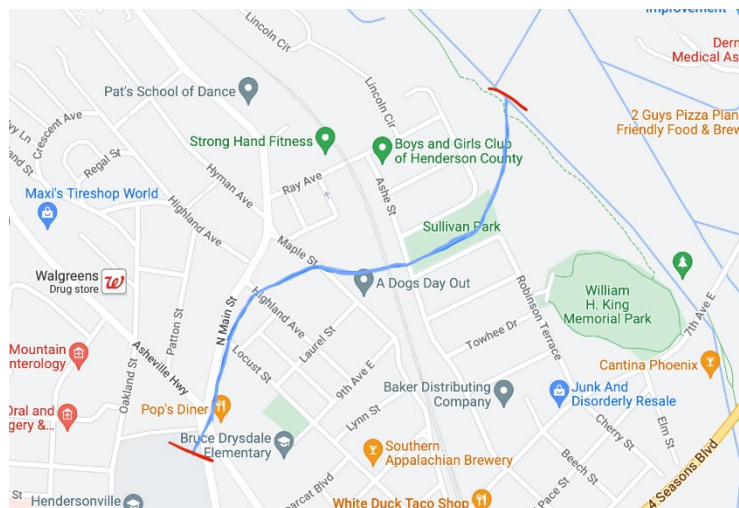 Improvement
Derm
Medical Ass
Lincoln Cit
Lincoln Cir
Pat's School of Dance
Crescent Ave
Regal St
Hyman Ave
Highland Ave
Strong Hand Fitness
Boys and Girls Club
of Henderson County
2 Guys Pizza Plan
Friendly Food & Brew
Ray Ave
Ashe St
Maxi's Tireshop World
Maple St
Sullivan Park
Walgreens
Drug store
A Dogs Day Out
William
H. King
Memorial Park
7th Ave E
N Main St
Highland Ave
Laurel St
Robinson Terrace
Towhee Dr
Patton St
Asheville Hwy
Oakland St
Mountain
enterology
Locust St
9th Ave E
Cantina Phoenix
Baker Distributing
Company
Junk And
Disorderly Resale
Oral and
gery &...
Pop's Diner
Lynn St
Bruce Drysdale
Elementary
Cherry St
Elm St
Southern
Appalachian Brewery
Beech St
4 Seasons Blvd
Pace St
St
Hendersonville
White Duck Taco Shop